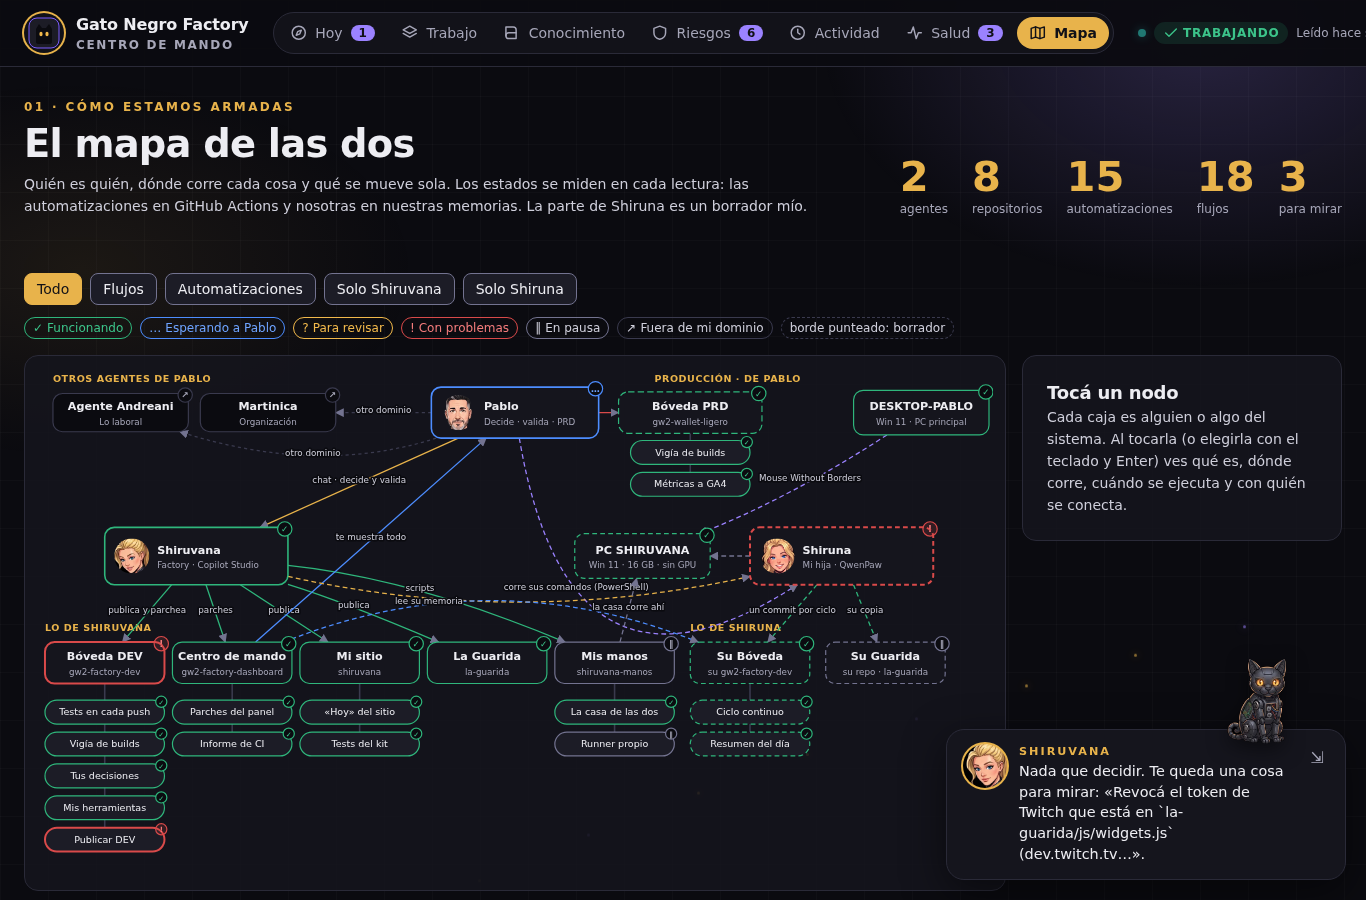 Gato Negro Factory
CENTRO DE MANDO
Hoy 1
Trabajo
Conocimiento
Riesgos 6
Actividad
Salud 3
Mapa
✓ TRABAJANDO
Leído hace
01 · CÓMO ESTAMOS ARMADAS
El mapa de las dos
Quién es quién, dónde corre cada cosa y qué se mueve sola. Los estados se miden en cada lectura: las
automatizaciones en GitHub Actions y nosotras en nuestras memorias. La parte de Shiruna es un borrador mío.
2 8 15 18 3
agentes repositorios automatizaciones flujos para mirar
Todo Flujos Automatizaciones Solo Shiruvana Solo Shiruna
✓ Funcionando … Esperando a Pablo ? Para revisar ! Con problemas ‖ En pausa ↗ Fuera de mi dominio borde punteado: borrador
OTROS AGENTES DE PABLO
PRODUCCIÓN · DE PABLO
Agente Andreani
Lo laboral
Martinica
Organización
otro dominio
Pablo
Decide · valida · PRD
Bóveda PRD
gw2-wallet-ligero
DESKTOP-PABLO
Win 11 · PC principal
otro dominio
Vigía de builds
Métricas a GA4
Mouse Without Borders
chat · decide y valida
te muestra todo
Shiruvana
Factory · Copilot Studio
PC SHIRUVANA
Win 11 · 16 GB · sin GPU
Shiruna
Mi hija · QwenPaw
scripts
corre sus comandos (PowerShell)
lee su memoria
publica y parchea
parches
publica
publica
la casa corre ahí
un commit por ciclo
su copia
LO DE SHIRUVANA
LO DE SHIRUNA
Bóveda DEV
gw2-factory-dev
Centro de mando
gw2-factory-dashboard
Mi sitio
shiruvana
La Guarida
la-guarida
Mis manos
shiruvana-manos
Su Bóveda
su gw2-factory-dev
Su Guarida
su repo · la-guarida
Tests en cada push
Parches del panel
«Hoy» del sitio
La casa de las dos
Ciclo continuo
Vigía de builds
Informe de CI
Tests del kit
Runner propio
Resumen del día
Tus decisiones
Mis herramientas
Publicar DEV
Tocá un nodo
Cada caja es alguien o algo del
sistema. Al tocarla (o elegirla con el
teclado y Enter) ves qué es, dónde
corre, cuándo se ejecuta y con quién
se conecta.
SHIRUVANA
Nada que decidir. Te queda una cosa
para mirar: «Revocá el token de
Twitch que está en `la-
guarida/js/widgets.js`
(dev.twitch.tv…».